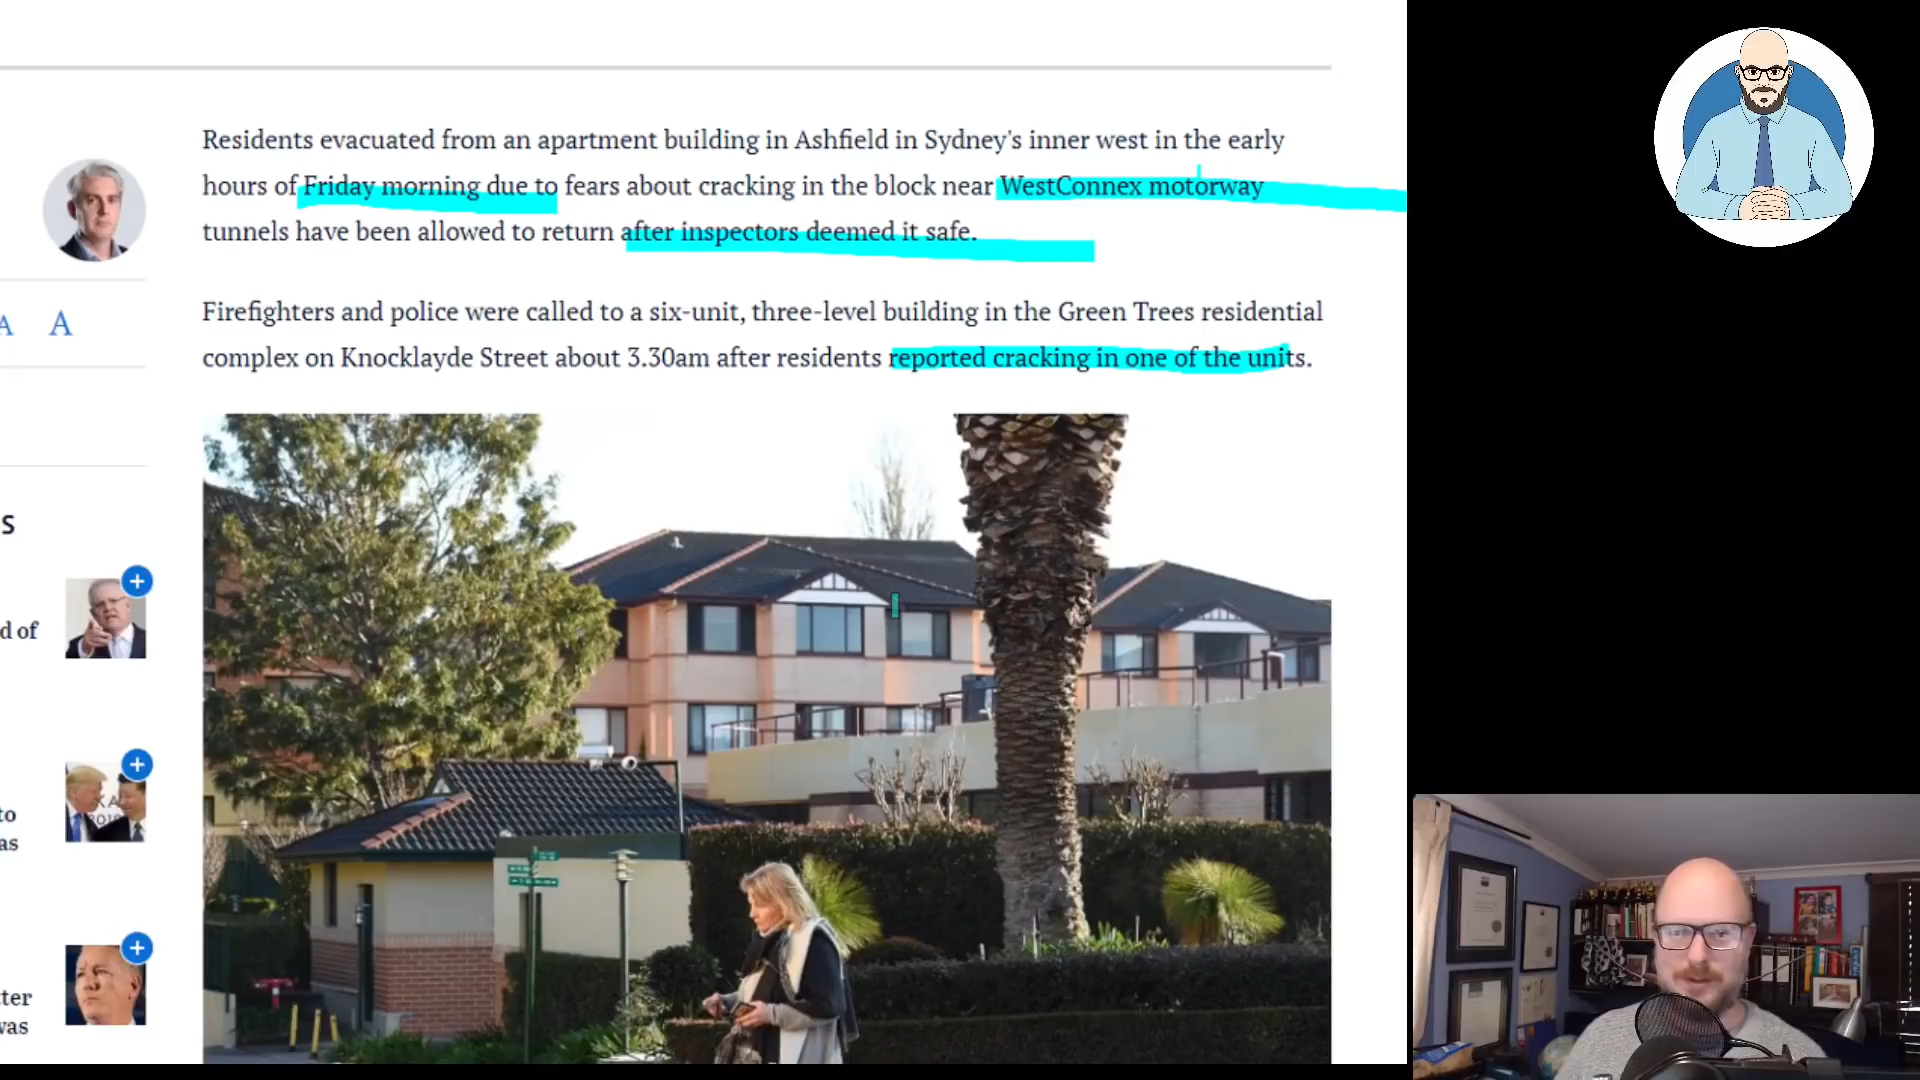 Residents evacuated from an apartment building in Ashfield in Sydney's inner west in the early
hours of Friday morning due to fears about cracking in the block near WestConnex motorway
tunnels have been allowed to return after inspectors deemed it safe.
Firefighters and police were called to a six-unit, three-level building in the Green Trees residential
complex on Knocklayde Street about 3.30am after residents reported cracking in one of the units.
A A
s
d of
to
as
ter
was